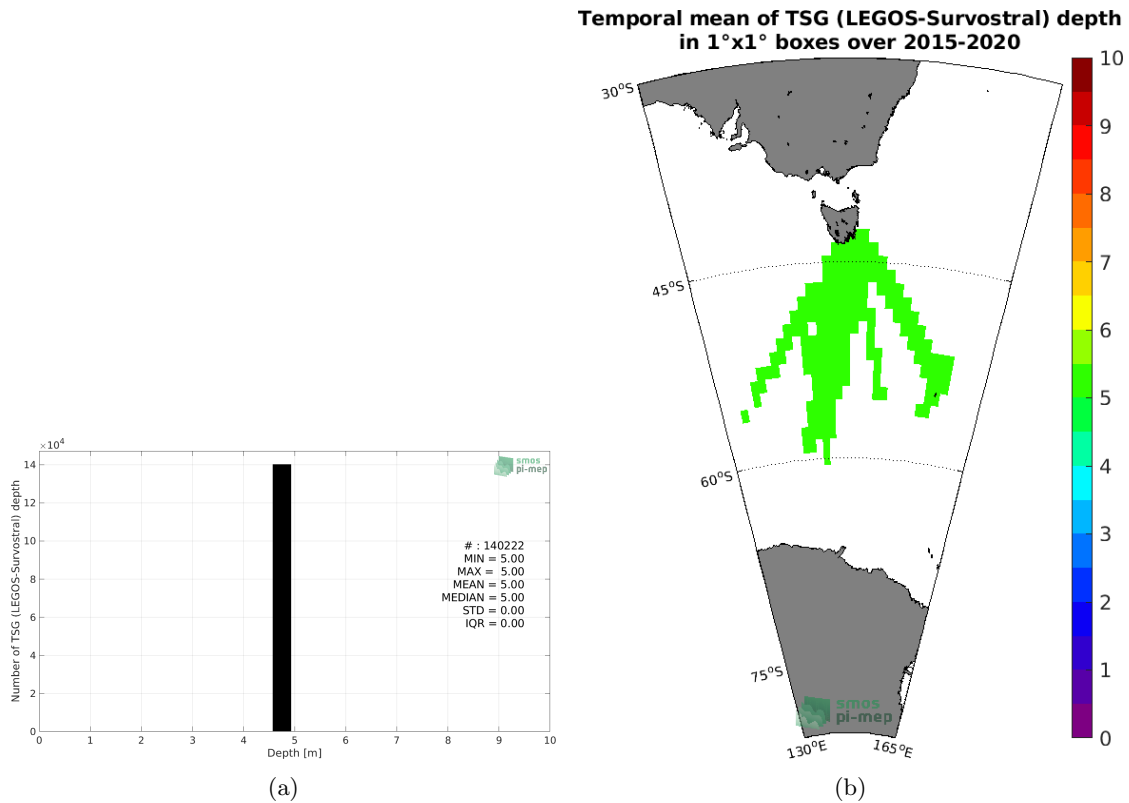 ×10⁴
14
12
10
8
6
4
2
0
Number of TSG (LEGOS-Survostral) depth
smos
pi-mep
# : 140222
MIN = 5.00
MAX = 5.00
MEAN = 5.00
MEDIAN = 5.00
STD = 0.00
IQR = 0.00
0 1 2 3 4 5 6 7 8 9 10
Depth [m]
(a)
Temporal mean of TSG (LEGOS-Survostral) depth
in 1°x1° boxes over 2015-2020
30°S
45°S
60°S
75°S
130°E 165°E
smos
pi-mep
10
9
8
7
6
5
4
3
2
1
0
(b)